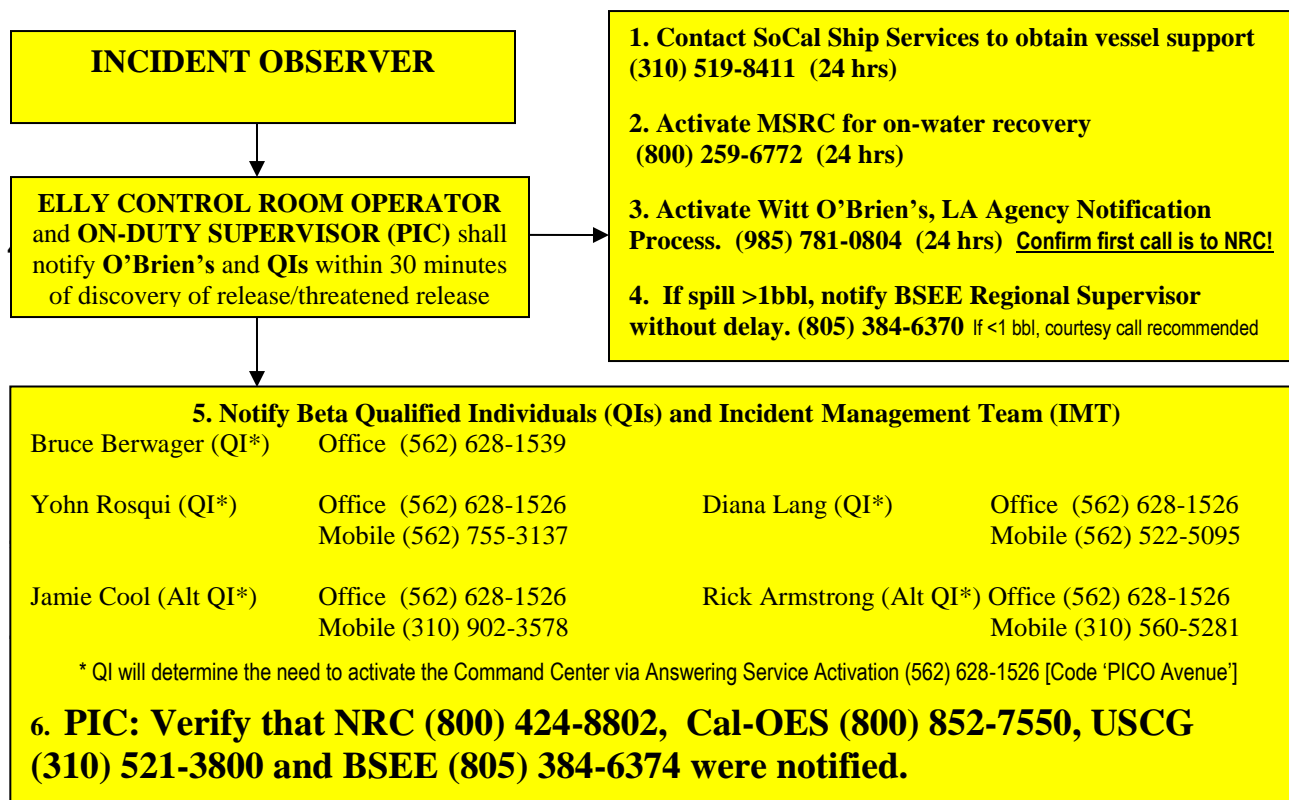 INCIDENT OBSERVER
ELLY CONTROL ROOM OPERATOR
and ON-DUTY SUPERVISOR (PIC) shall
notify O’Brien’s and QIs within 30 minutes
of discovery of release/threatened release
1. Contact SoCal Ship Services to obtain vessel support
(310) 519-8411 (24 hrs)
2. Activate MSRC for on-water recovery
(800) 259-6772 (24 hrs)
3. Activate Witt O’Brien’s, LA Agency Notification
Process. (985) 781-0804 (24 hrs) Confirm first call is to NRC!
4. If spill >1bbl, notify BSEE Regional Supervisor
without delay. (805) 384-6370 If <1 bbl, courtesy call recommended
5. Notify Beta Qualified Individuals (QIs) and Incident Management Team (IMT)
Bruce Berwager (QI*) Office (562) 628-1539
Yohn Rosqui (QI*) Office (562) 628-1526 Diana Lang (QI*) Office (562) 628-1526
Mobile (562) 755-3137 Mobile (562) 522-5095
Jamie Cool (Alt QI*) Office (562) 628-1526 Rick Armstrong (Alt QI*) Office (562) 628-1526
Mobile (310) 902-3578 Mobile (310) 560-5281
* QI will determine the need to activate the Command Center via Answering Service Activation (562) 628-1526 [Code ‘PICO Avenue’]
6. PIC: Verify that NRC (800) 424-8802, Cal-OES (800) 852-7550, USCG
(310) 521-3800 and BSEE (805) 384-6374 were notified.